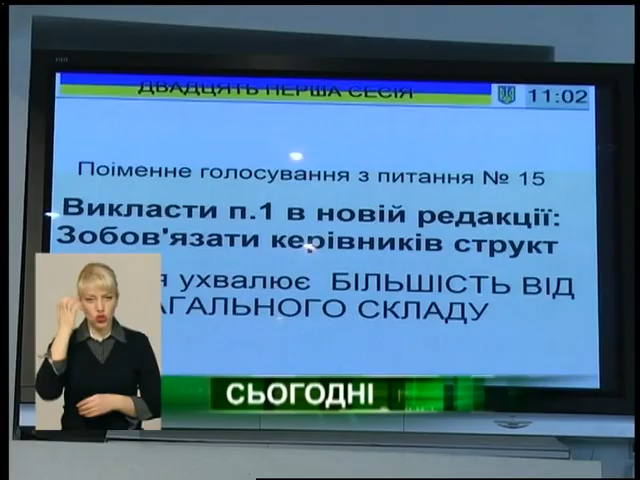 ДВАДЦЯТЬ ПЕРША СЕСІЯ
11:02
Поіменне голосування з питання № 15
Викласти п.1 в новій редакції:
Зобов'язати керівників структ
я ухвалює БІЛЬШІСТЬ ВІД
АГАЛЬНОГО СКЛАДУ
СЬОГОДНІ